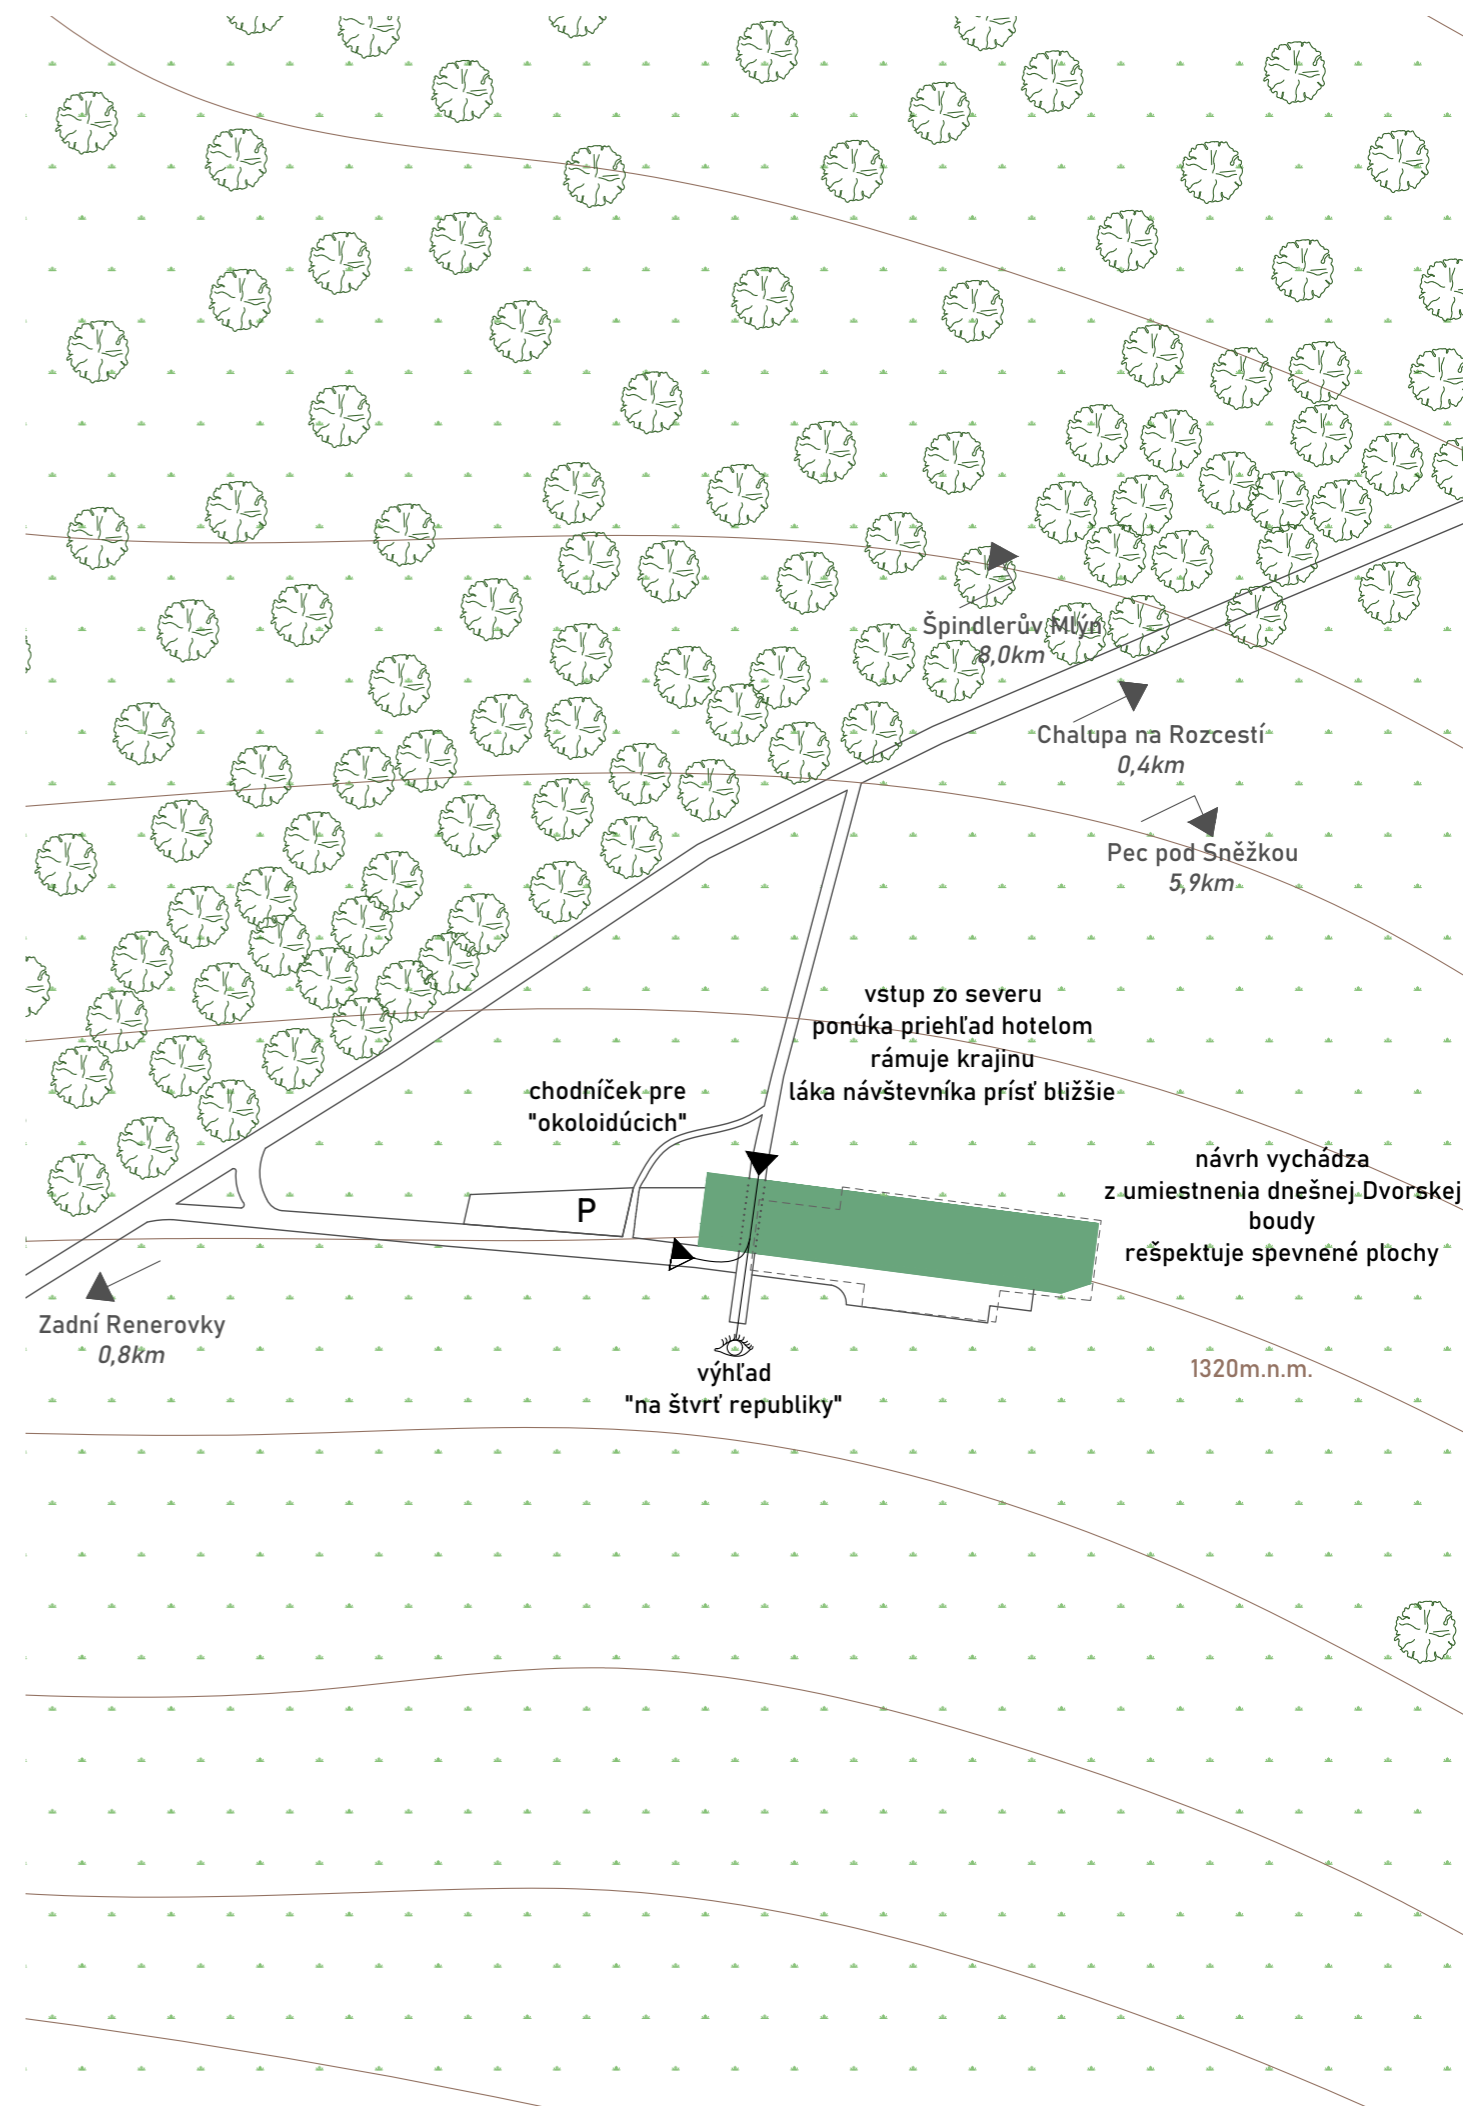 Špindlerův Mlýn
8,0km
Chalupa na Rozcestí
0,4km
Pec pod Sněžkou
5,9km
vstup zo severu
ponúka priehľad hotelom
rámuje krajinu
láka návštevníka prísť bližšie
chodníček pre
"okoloidúcich"
návrh vychádza
z umiestnenia dnešnej Dvorskej
boudy
rešpektuje spevnené plochy
P
Zadní Renerovky
0,8km
výhľad
"na štvrť republiky"
1320m.n.m.